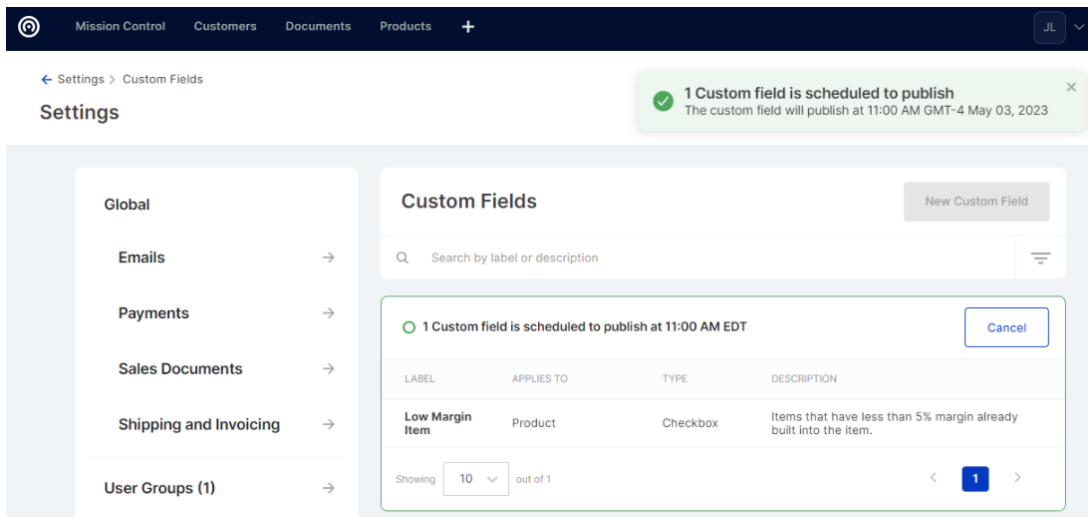 Mission Control Customers Documents Products +
JL
← Settings > Custom Fields
Settings
1 Custom field is scheduled to publish
The custom field will publish at 11:00 AM GMT-4 May 03, 2023
Global
Emails
Payments
Sales Documents
Shipping and Invoicing
User Groups (1)
Custom Fields
New Custom Field
Search by label or description
1 Custom field is scheduled to publish at 11:00 AM EDT
Cancel
LABEL APPLIES TO TYPE DESCRIPTION
Low Margin
Item
Product
Checkbox
Items that have less than 5% margin already
built into the item.
Showing 10 out of 1
< 1 >